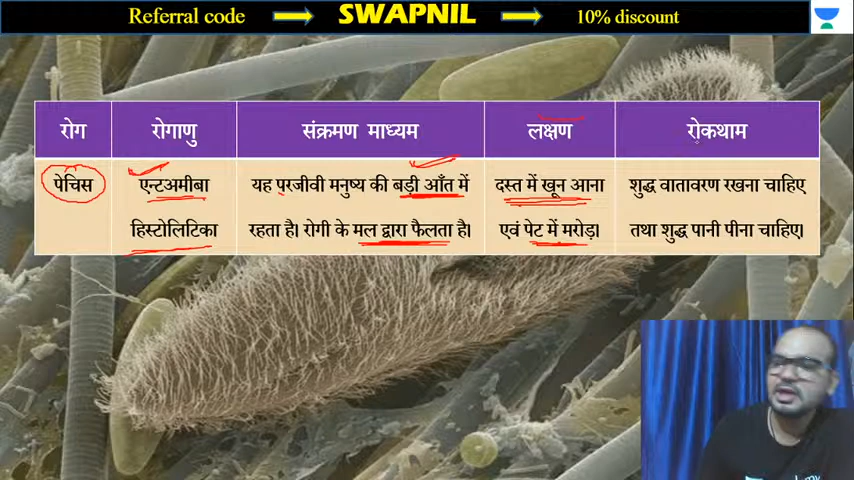 Referral code SWAPNIL 10% discount
रोग रोगाणु संक्रमण माध्यम लक्षण रोकथाम
पेचिस एन्टअमीबा यह परजीवी मनुष्य की बड़ी आँत में दस्त में खून आना शुद्ध वातावरण रखना चाहिए
हिस्टोलिटिका रहता है। रोगी के मल द्वारा फैलता है। एवं पेट में मरोड़। तथा शुद्ध पानी पीना चाहिए।